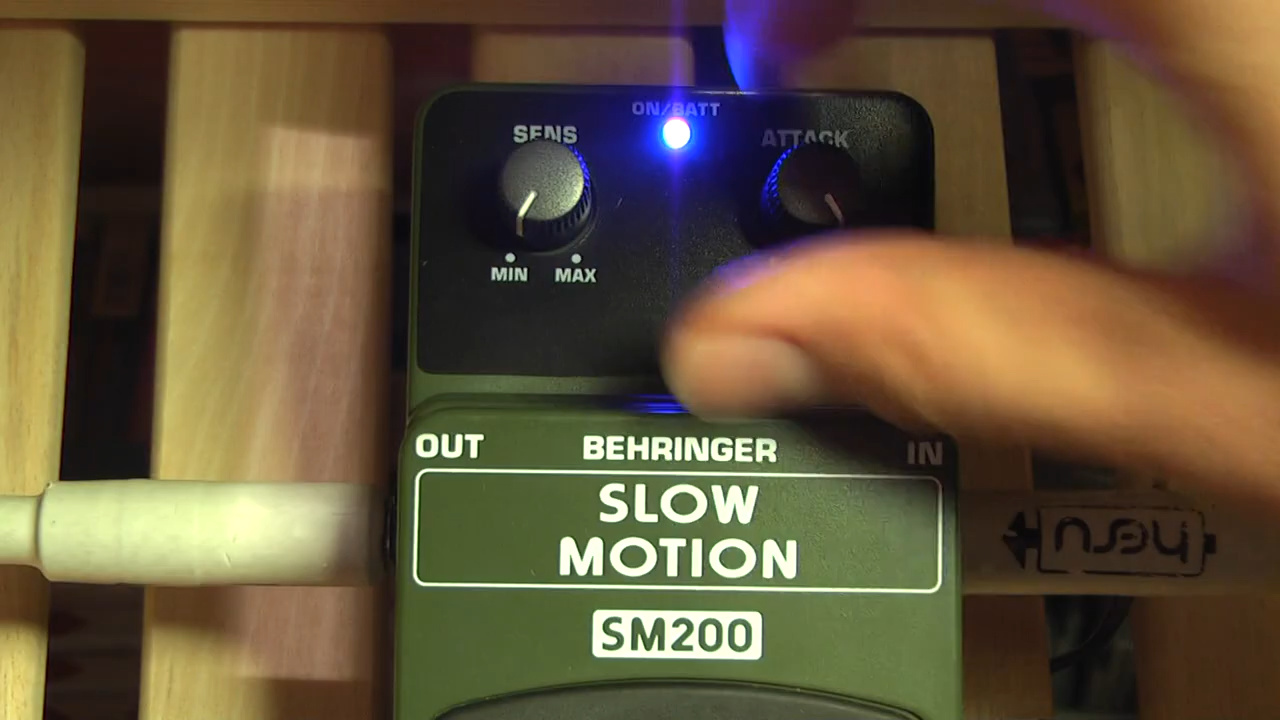 ON/BATT
SENS
ATTACK
MIN
MAX
OUT
BEHRINGER
IN
SLOW
MOTION
SM200